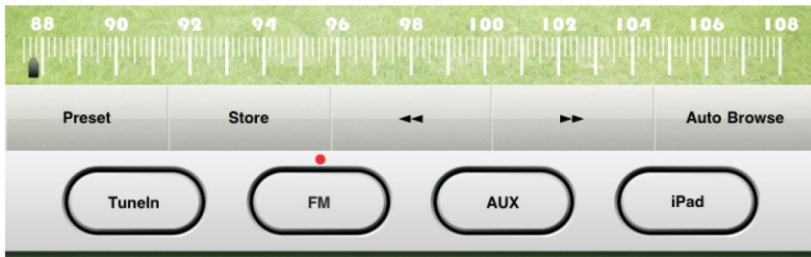 88 90 92 94 96 98 100 102 104 106 108
Preset Store ◄◄ ►► Auto Browse
TuneIn FM AUX iPad